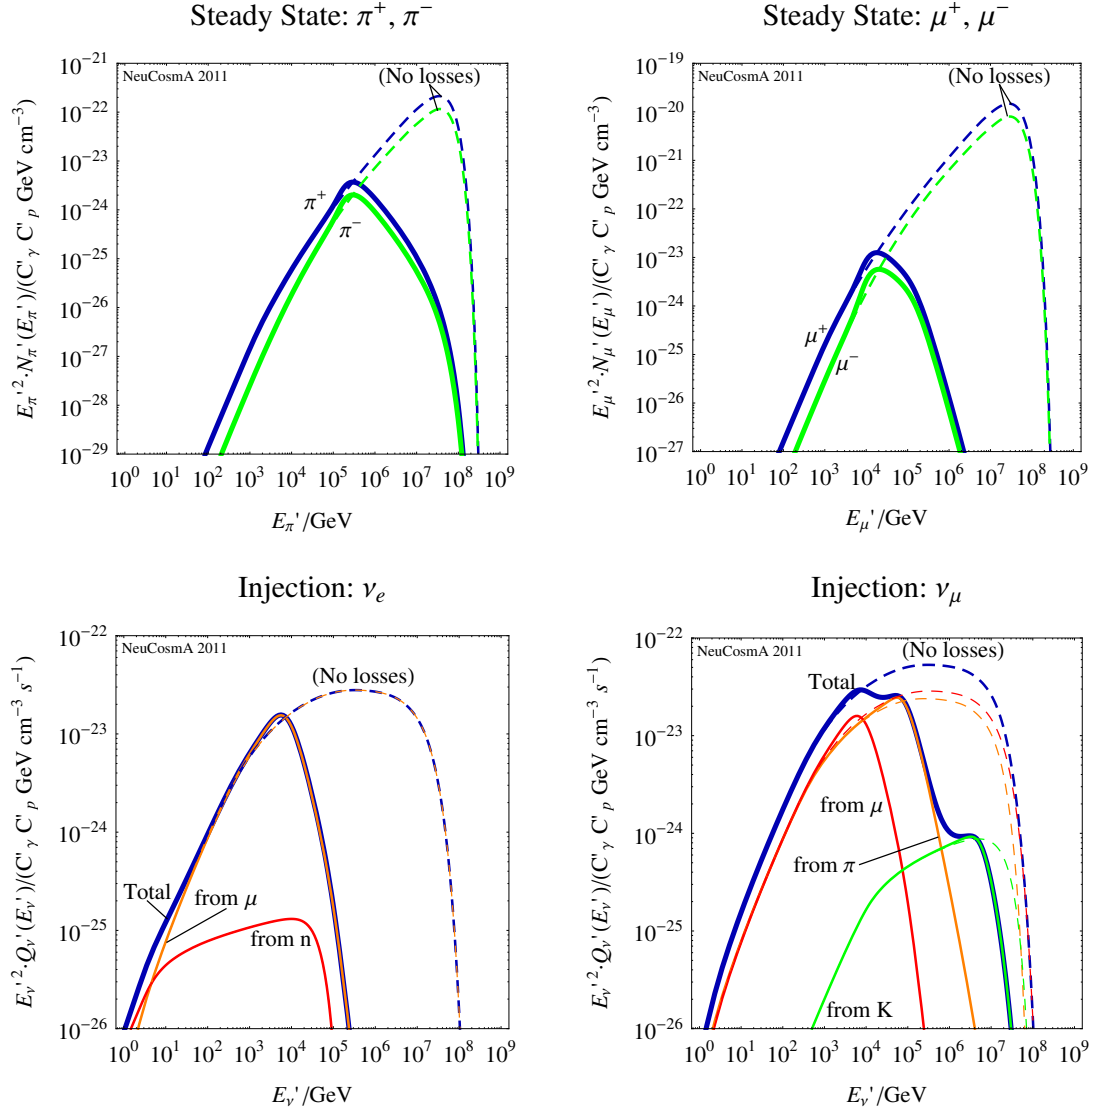 Steady State: π⁺, π⁻
NeuCosmA 2011
(No losses)
π⁺
π⁻
10⁻²¹
10⁻²²
10⁻²³
10⁻²⁴
10⁻²⁵
10⁻²⁶
10⁻²⁷
10⁻²⁸
10⁻²⁹
E_π'²·N_π'(E_π')/(C'_γ C'_p GeV cm⁻³)
10⁰ 10¹ 10² 10³ 10⁴ 10⁵ 10⁶ 10⁷ 10⁸ 10⁹
E_π'/GeV
Steady State: μ⁺, μ⁻
NeuCosmA 2011
(No losses)
μ⁺
μ⁻
10⁻¹⁹
10⁻²⁰
10⁻²¹
10⁻²²
10⁻²³
10⁻²⁴
10⁻²⁵
10⁻²⁶
10⁻²⁷
E_μ'²·N_μ'(E_μ')/(C'_γ C'_p GeV cm⁻³)
10⁰ 10¹ 10² 10³ 10⁴ 10⁵ 10⁶ 10⁷ 10⁸ 10⁹
E_μ'/GeV
Injection: ν_e
NeuCosmA 2011
(No losses)
Total
from μ
from n
10⁻²²
10⁻²³
10⁻²⁴
10⁻²⁵
10⁻²⁶
E_ν'²·Q_ν'(E_ν')/(C'_γ C'_p GeV cm⁻³ s⁻¹)
10⁰ 10¹ 10² 10³ 10⁴ 10⁵ 10⁶ 10⁷ 10⁸ 10⁹
E_ν'/GeV
Injection: ν_μ
NeuCosmA 2011
(No losses)
Total
from μ
from π
from K
10⁻²²
10⁻²³
10⁻²⁴
10⁻²⁵
10⁻²⁶
E_ν'²·Q_ν'(E_ν')/(C'_γ C'_p GeV cm⁻³ s⁻¹)
10⁰ 10¹ 10² 10³ 10⁴ 10⁵ 10⁶ 10⁷ 10⁸ 10⁹
E_ν'/GeV